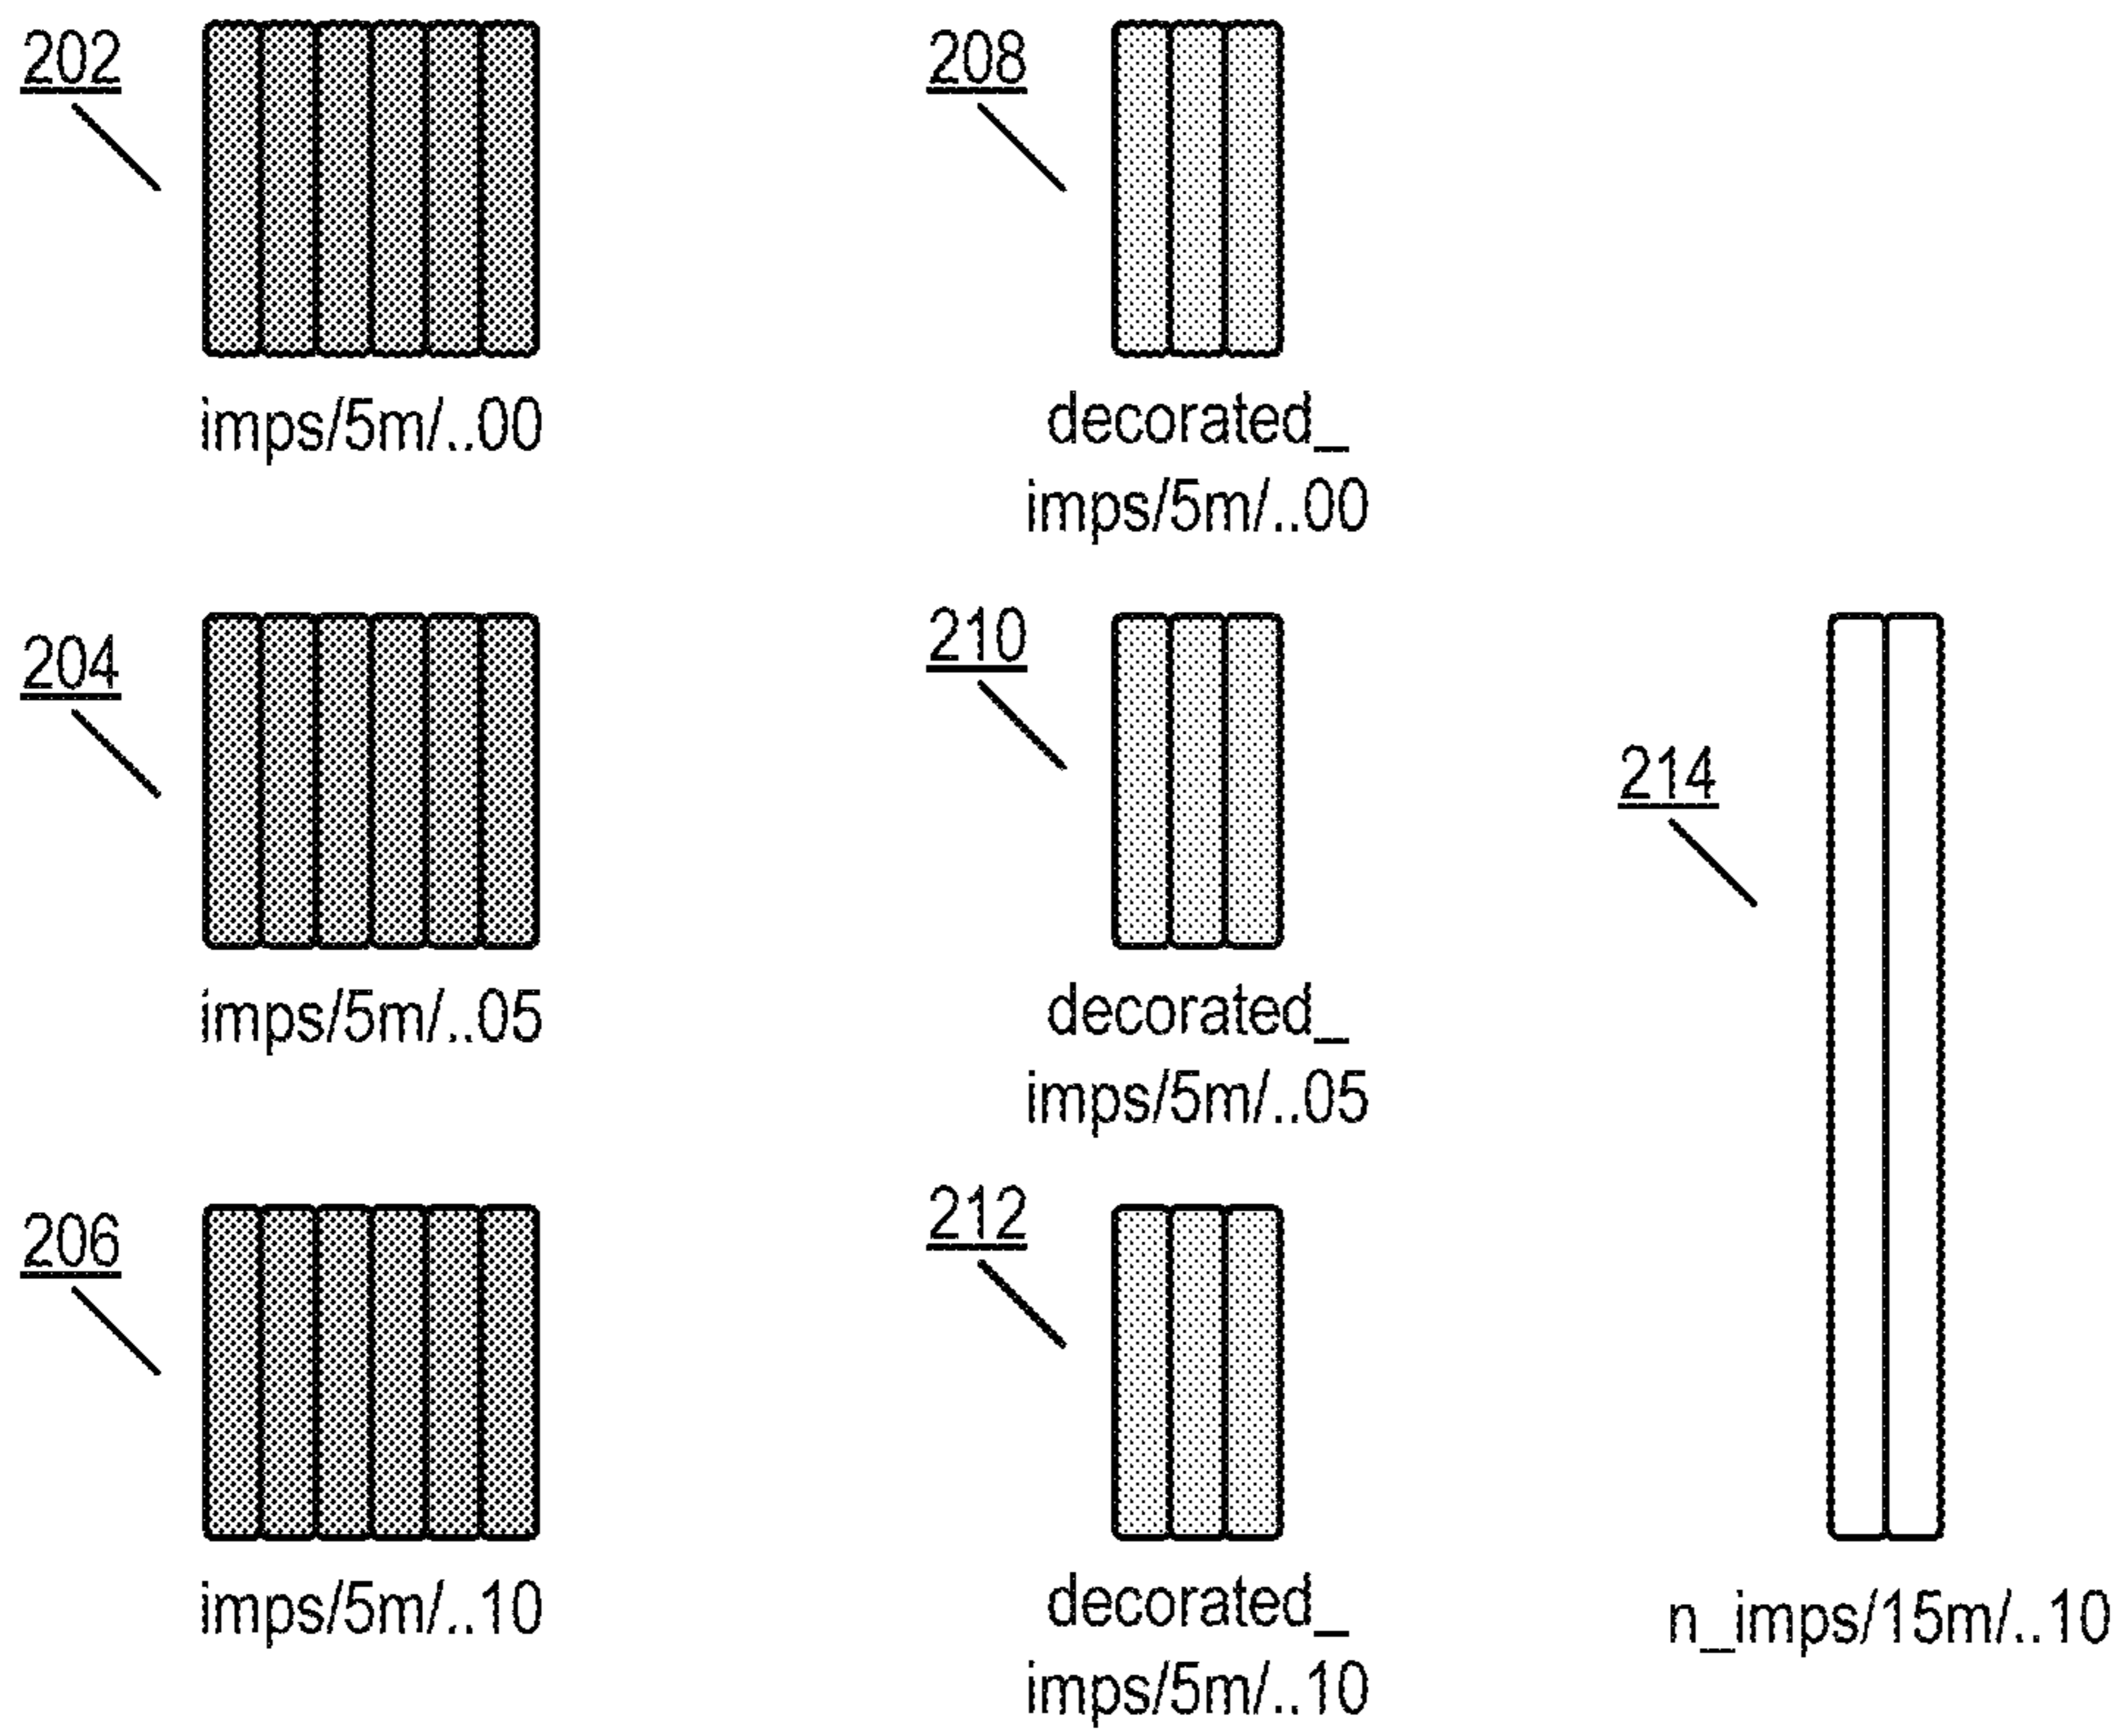 202
imps/5m/..00
208
decorated_
imps/5m/..00
204
imps/5m/..05
210
decorated_
imps/5m/..05
214
206
imps/5m/..10
212
decorated_
imps/5m/..10
n_imps/15m/..10